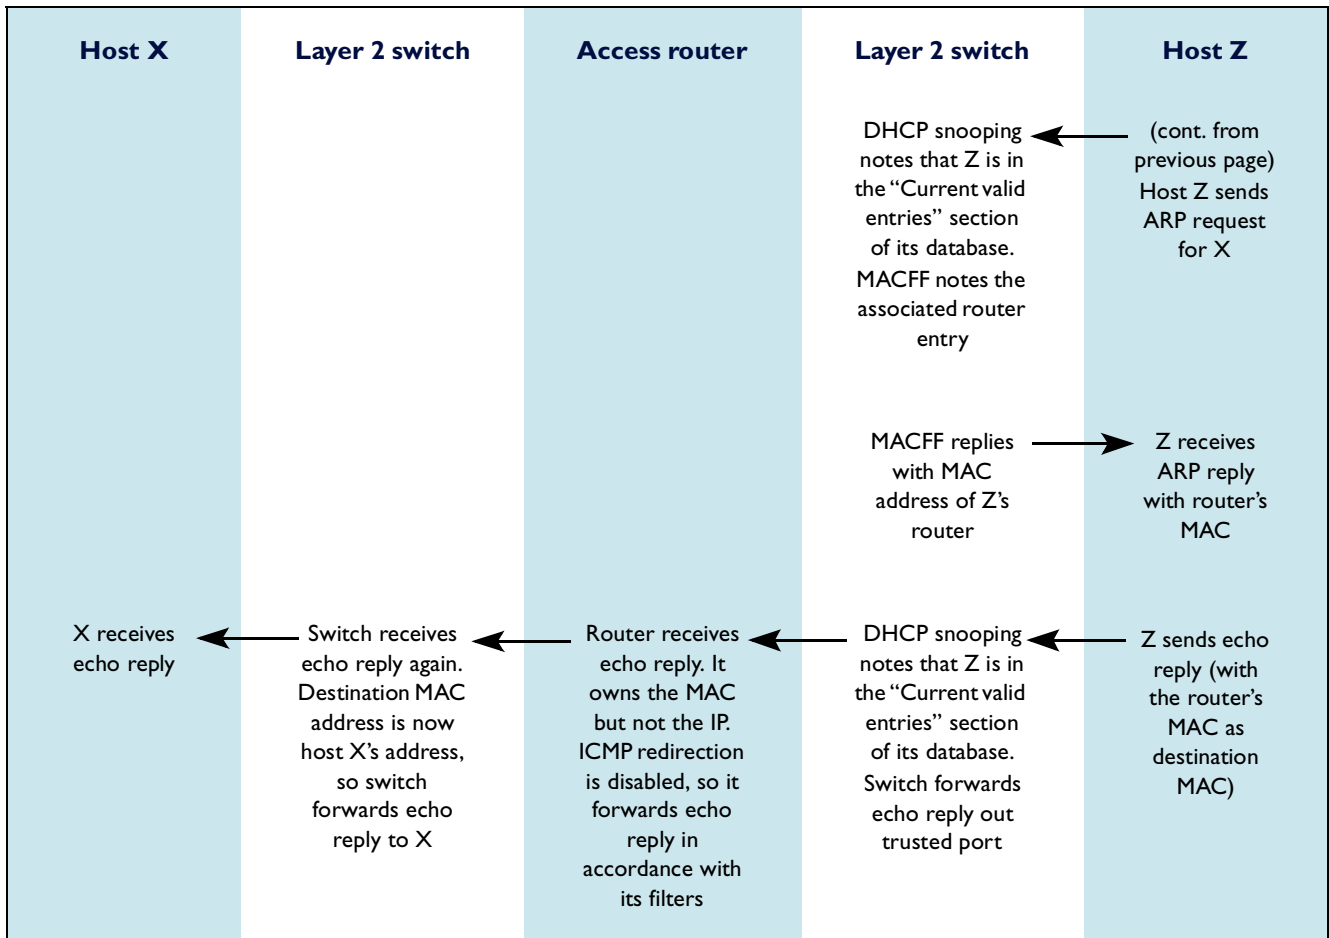 Host X
Layer 2 switch
Access router
Layer 2 switch
Host Z
DHCP snooping
notes that Z is in
the “Current valid
entries” section
of its database.
MACFF notes the
associated router
entry
(cont. from
previous page)
Host Z sends
ARP request
for X
MACFF replies
with MAC
address of Z’s
router
Z receives
ARP reply
with router’s
MAC
X receives
echo reply
Switch receives
echo reply again.
Destination MAC
address is now
host X’s address,
so switch
forwards echo
reply to X
Router receives
echo reply. It
owns the MAC
but not the IP.
ICMP redirection
is disabled, so it
forwards echo
reply in
accordance with
its filters
DHCP snooping
notes that Z is in
the “Current valid
entries” section
of its database.
Switch forwards
echo reply out
trusted port
Z sends echo
reply (with
the router’s
MAC as
destination
MAC)